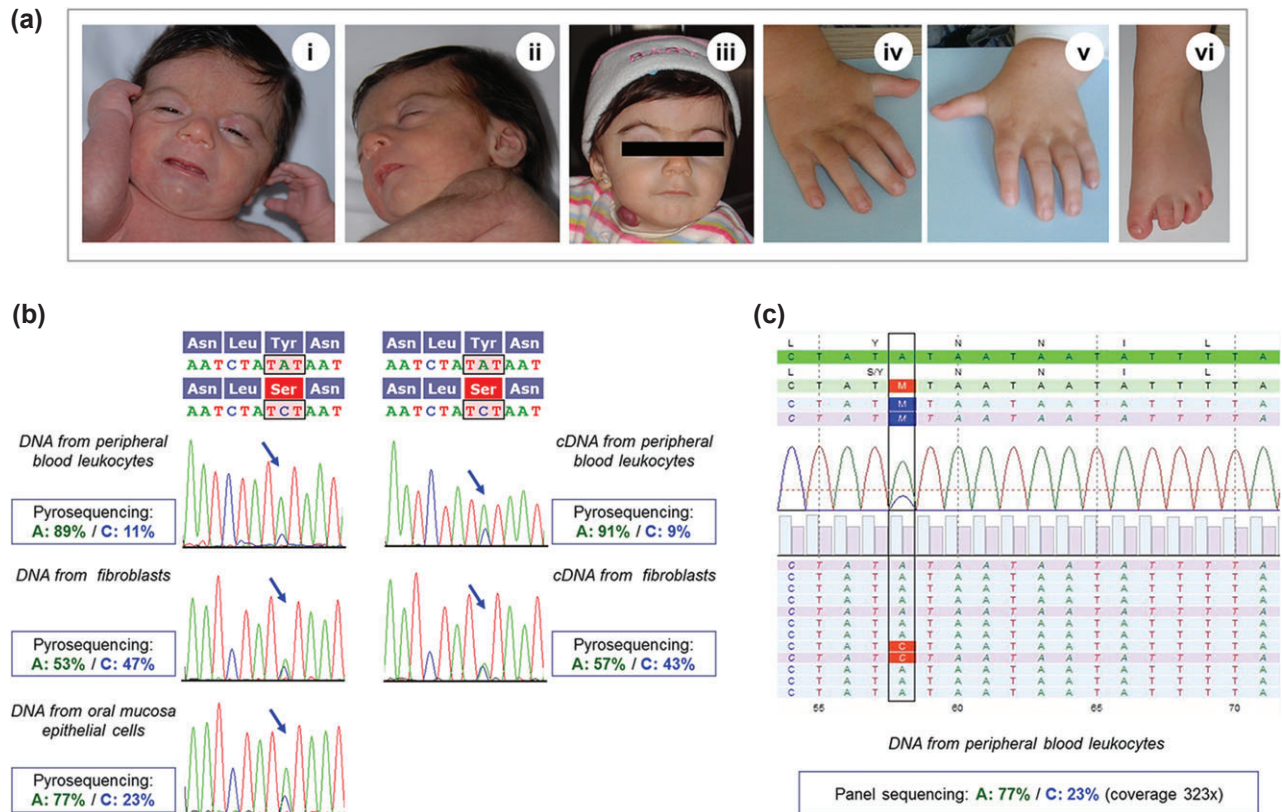 (a)
i
ii
iii
iv
v
vi
(b)
Asn Leu Tyr Asn
AATCTATATAAT
Asn Leu Ser Asn
AATCTATCTAAT
Asn Leu Tyr Asn
AATCTATATAAT
Asn Leu Ser Asn
AATCTATCTAAT
DNA from peripheral
blood leukocytes
Pyrosequencing:
A: 89% / C: 11%
cDNA from peripheral
blood leukocytes
Pyrosequencing:
A: 91% / C: 9%
DNA from fibroblasts
Pyrosequencing:
A: 53% / C: 47%
cDNA from fibroblasts
Pyrosequencing:
A: 57% / C: 43%
DNA from oral mucosa
epithelial cells
Pyrosequencing:
A: 77% / C: 23%
(c)
L Y N N I L
C T A T A T A A T A A T A T T T T A
L S/Y N N I L
C T A T M T A A T A A T A T T T T A
C T A T M T A A T A A T A T T T T A
C T A T M T A A T A A T A T T T T A
C T A T A T A A T A A T A T T T T A
C T A T A T A A T A A T A T T T T A
C T A T A T A A T A A T A T T T T A
C T A T A T A A T A A T A T T T T A
C T A T A T A A T A A T A T T T T A
C T A T A T A A T A A T A T T T T A
C T A T A T A A T A A T A T T T T A
C T A T C T A A T A A T A T T T T A
C T A T C T A A T A A T A T T T T A
C T A T A T A A T A A T A T T T T A
C T A T A T A A T A A T A T T T T A
C T A T A T A A T A A T A T T T T A
55 60 65 70
DNA from peripheral blood leukocytes
Panel sequencing: A: 77% / C: 23% (coverage 323x)